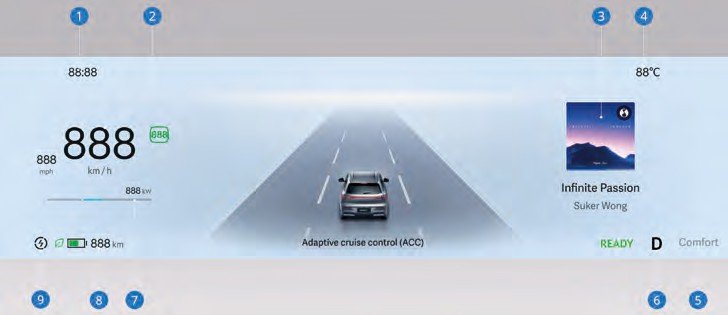 1
2
3
4
88:88
88°C
888
888
888
mph
km/h
888 kW
Infinite Passion
Suker Wong
888 km
Adaptive cruise control (ACC)
READY
D
Comfort
9
8
7
6
5